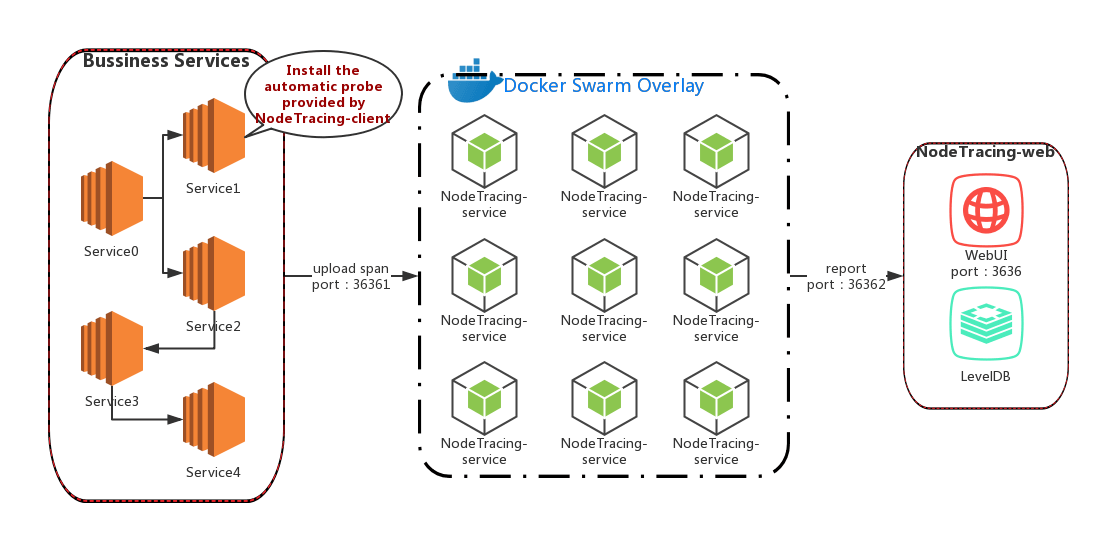 Bussiness Services
Install the
automatic probe
provided by
NodeTracing-client
Service1
Service0
Service2
Service3
Service4
upload span
port : 36361
Docker Swarm Overlay
NodeTracing-
service
NodeTracing-
service
NodeTracing-
service
NodeTracing-
service
NodeTracing-
service
NodeTracing-
service
NodeTracing-
service
NodeTracing-
service
NodeTracing-
service
report
port : 36362
NodeTracing-web
WebUI
port : 3636
LevelDB